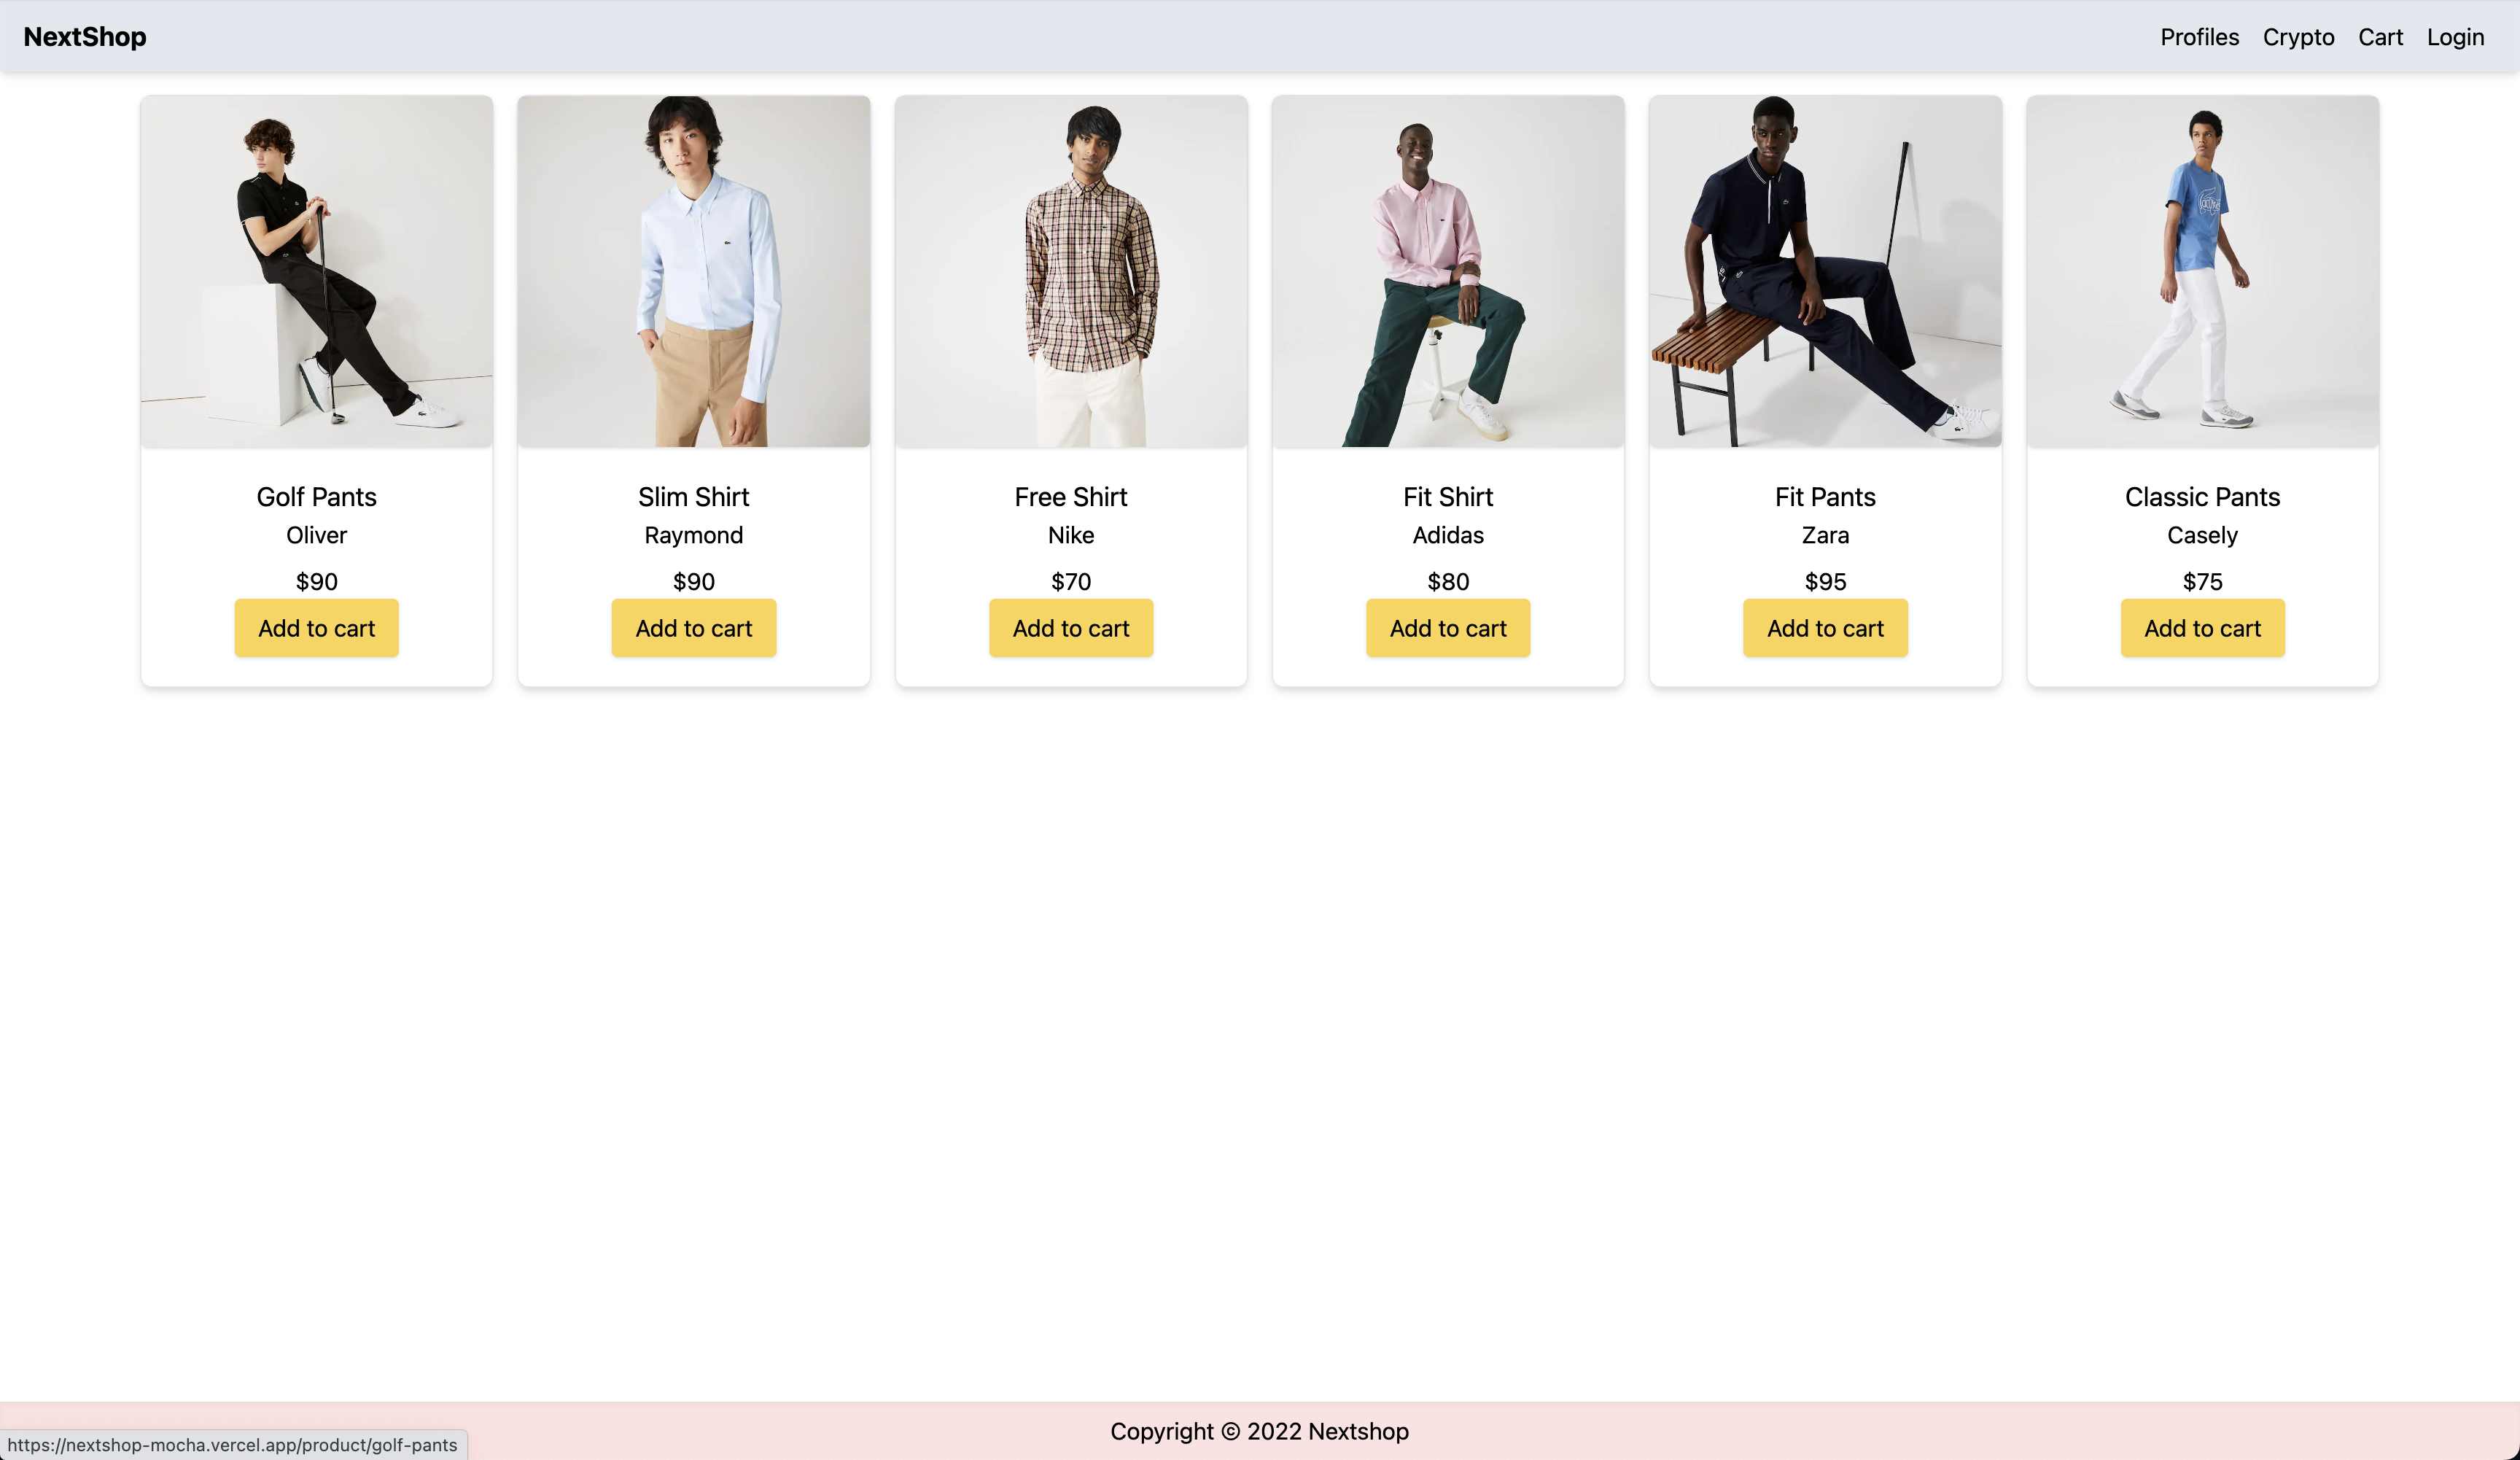 NextShop
Profiles Crypto Cart Login
Golf Pants
Oliver
$90
Add to cart
Slim Shirt
Raymond
$90
Add to cart
Free Shirt
Nike
$70
Add to cart
Fit Shirt
Adidas
$80
Add to cart
Fit Pants
Zara
$95
Add to cart
Classic Pants
Casely
$75
Add to cart
Copyright © 2022 Nextshop
https://nextshop-mocha.vercel.app/product/golf-pants